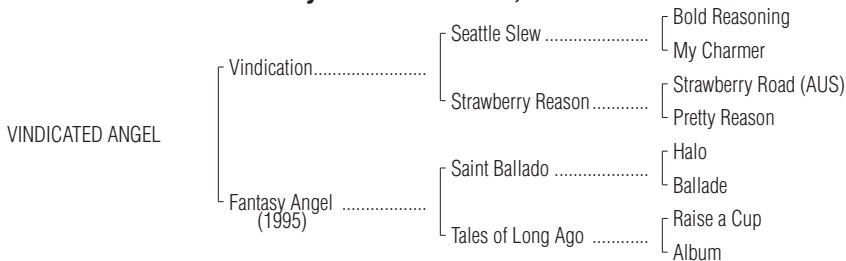 Bold Reasoning
Seattle Slew ......................
My Charmer
Vindication........................
Strawberry Road (AUS)
Strawberry Reason ............
Pretty Reason
VINDICATED ANGEL
Halo
Saint Ballado ....................
Ballade
Fantasy Angel ..................
(1995)
Raise a Cup
Tales of Long Ago ............
Album